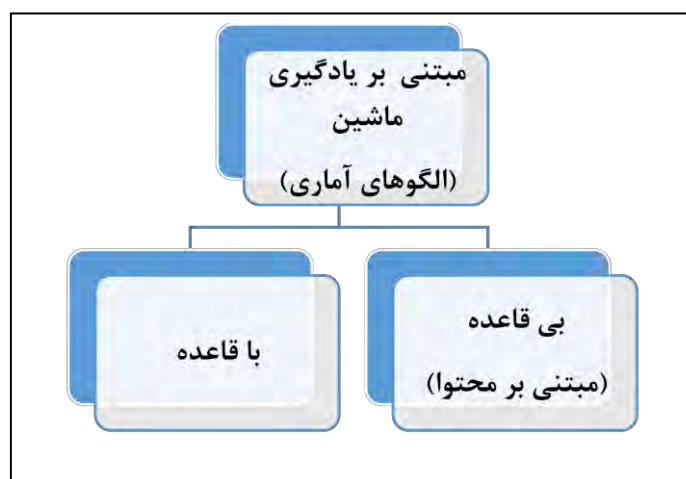 مبتنی بر یادگیری
ماشین
(الگوهای آماری)
بی قاعده
(مبتنی بر محتوا)
با قاعده